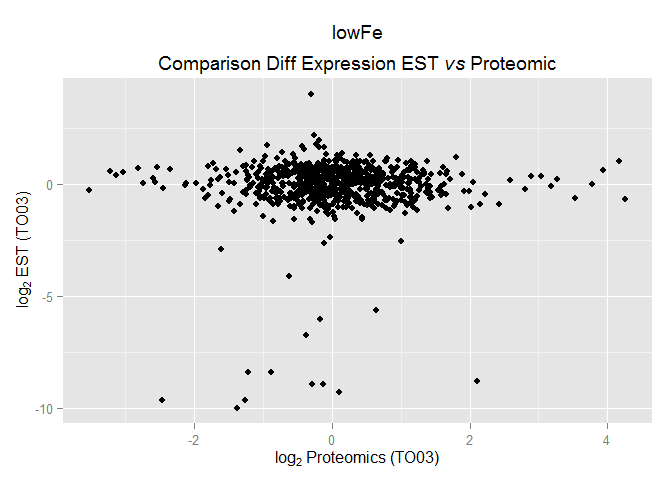 lowFe
Comparison Diff Expression EST vs Proteomic
log₂ EST (TO03)
0
-5
-10
-2
0
2
4
log₂ Proteomics (TO03)